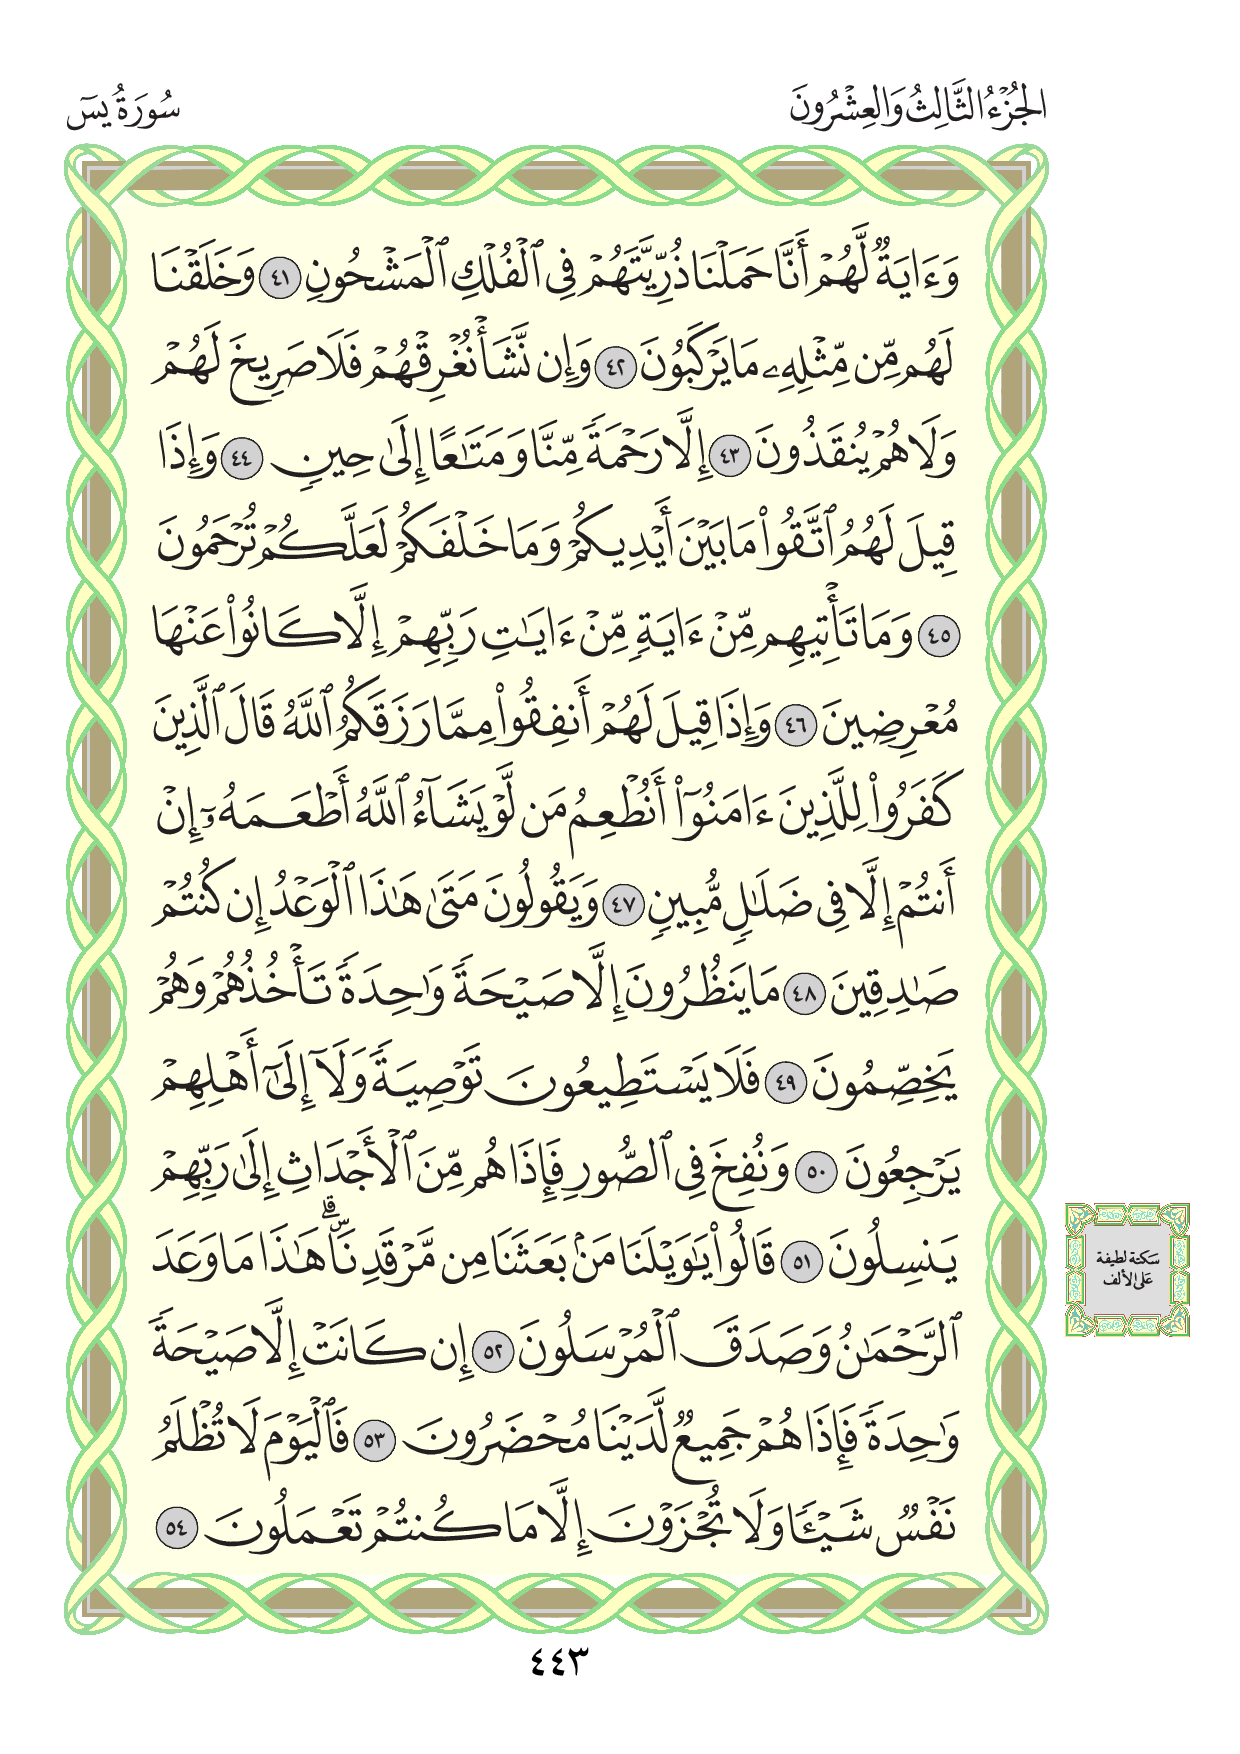 الجُزْءُ الثَّالِثُ وَالعِشْرُونَ
سُورَةُ يسٓ
وَءَايَةٌ لَّهُمْ أَنَّا حَمَلْنَا ذُرِّيَّتَهُمْ فِى ٱلْفُلْكِ ٱلْمَشْحُونِ ٤١ وَخَلَقْنَا
لَهُم مِّن مِّثْلِهِۦ مَا يَرْكَبُونَ ٤٢ وَإِن نَّشَأْ نُغْرِقْهُمْ فَلَا صَرِيخَ لَهُمْ
وَلَا هُمْ يُنقَذُونَ ٤٣ إِلَّا رَحْمَةً مِّنَّا وَمَتَٰعًا إِلَىٰ حِينٍ ٤٤ وَإِذَا
قِيلَ لَهُمُ ٱتَّقُوا۟ مَا بَيْنَ أَيْدِيكُمْ وَمَا خَلْفَكُمْ لَعَلَّكُمْ تُرْحَمُونَ
٤٥ وَمَا تَأْتِيهِم مِّنْ ءَايَةٍ مِّنْ ءَايَٰتِ رَبِّهِمْ إِلَّا كَانُوا۟ عَنْهَا
مُعْرِضِينَ ٤٦ وَإِذَا قِيلَ لَهُمْ أَنفِقُوا۟ مِمَّا رَزَقَكُمُ ٱللَّهُ قَالَ ٱلَّذِينَ
كَفَرُوا۟ لِلَّذِينَ ءَامَنُوٓا۟ أَنُطْعِمُ مَن لَّوْ يَشَآءُ ٱللَّهُ أَطْعَمَهُۥٓ إِنْ
أَنتُمْ إِلَّا فِى ضَلَٰلٍ مُّبِينٍ ٤٧ وَيَقُولُونَ مَتَىٰ هَٰذَا ٱلْوَعْدُ إِن كُنتُمْ
صَٰدِقِينَ ٤٨ مَا يَنظُرُونَ إِلَّا صَيْحَةً وَٰحِدَةً تَأْخُذُهُمْ وَهُمْ
يَخِصِّمُونَ ٤٩ فَلَا يَسْتَطِيعُونَ تَوْصِيَةً وَلَآ إِلَىٰٓ أَهْلِهِمْ
يَرْجِعُونَ ٥٠ وَنُفِخَ فِى ٱلصُّورِ فَإِذَا هُم مِّنَ ٱلْأَجْدَاثِ إِلَىٰ رَبِّهِمْ
يَنسِلُونَ ٥١ قَالُوا۟ يَٰوَيْلَنَا مَنۢ بَعَثَنَا مِن مَّرْقَدِنَاۜۗ هَٰذَا مَا وَعَدَ
ٱلرَّحْمَٰنُ وَصَدَقَ ٱلْمُرْسَلُونَ ٥٢ إِن كَانَتْ إِلَّا صَيْحَةً
وَٰحِدَةً فَإِذَا هُمْ جَمِيعٌ لَّدَيْنَا مُحْضَرُونَ ٥٣ فَٱلْيَوْمَ لَا تُظْلَمُ
نَفْسٌ شَيْـًٔا وَلَا تُجْزَوْنَ إِلَّا مَا كُنتُمْ تَعْمَلُونَ ٥٤
سَكتة لطيفة
عَلى الألف
٤٤٣